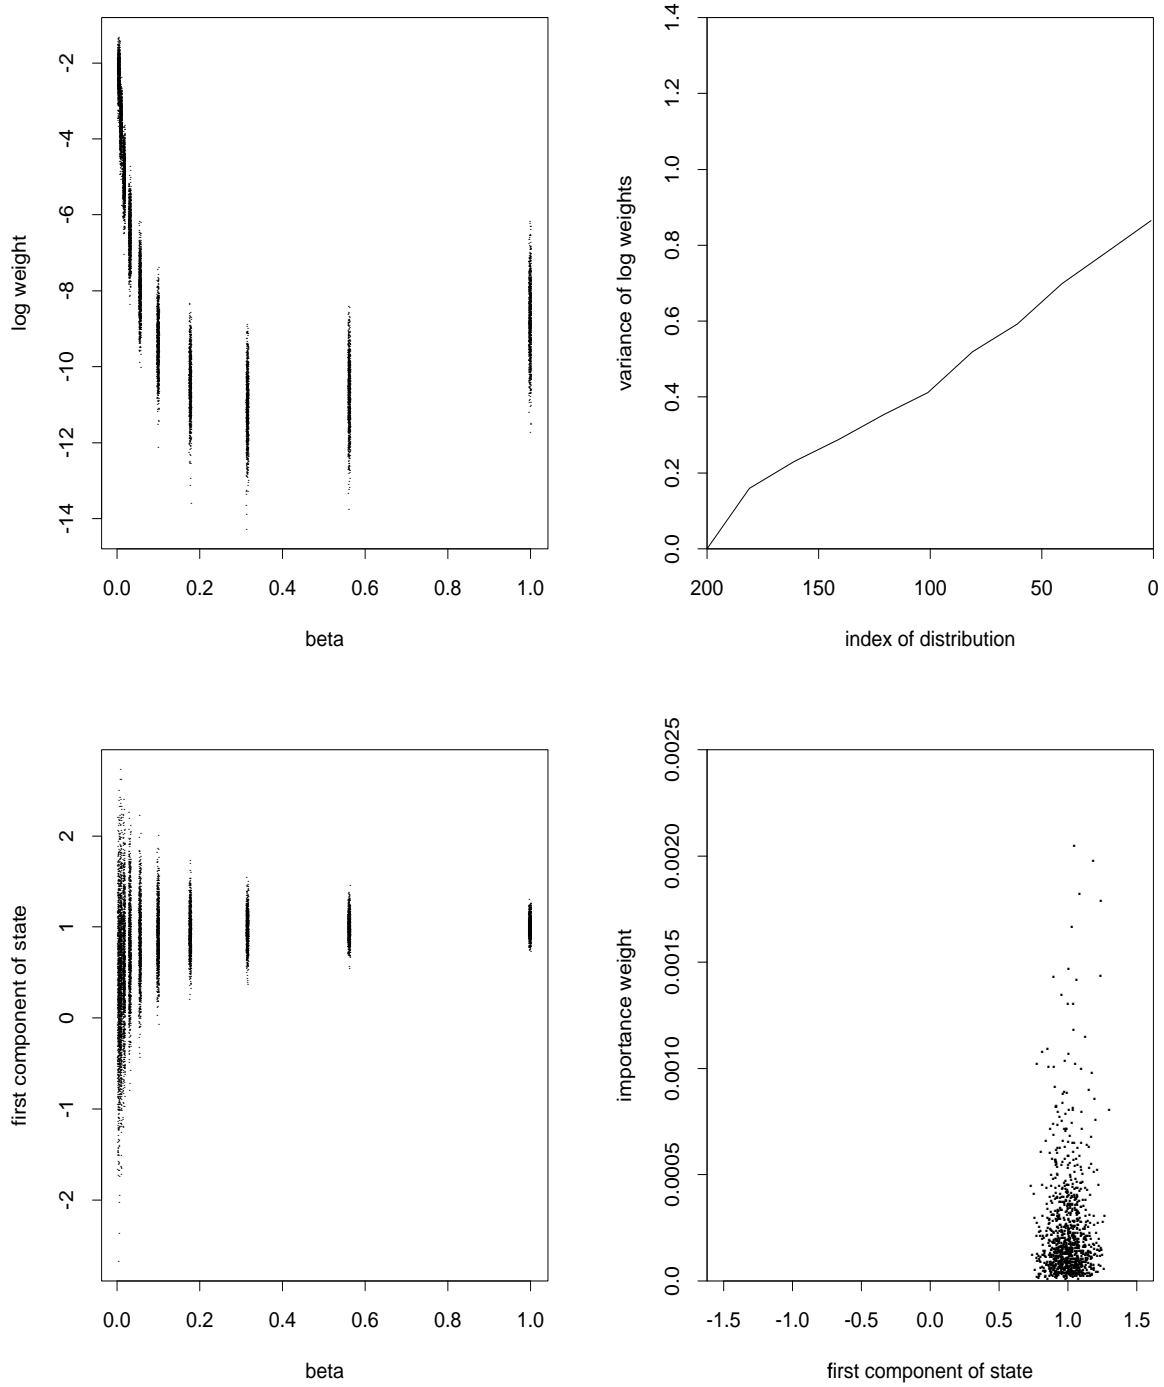 log weight
-2
-4
-6
-8
-10
-12
-14
0.0 0.2 0.4 0.6 0.8 1.0
beta
variance of log weights
1.4
1.2
1.0
0.8
0.6
0.4
0.2
0.0
200 150 100 50 0
index of distribution
first component of state
2
1
0
-1
-2
0.0 0.2 0.4 0.6 0.8 1.0
beta
importance weight
0.0025
0.0020
0.0015
0.0010
0.0005
0.0
-1.5 -1.0 -0.5 0.0 0.5 1.0 1.5
first component of state